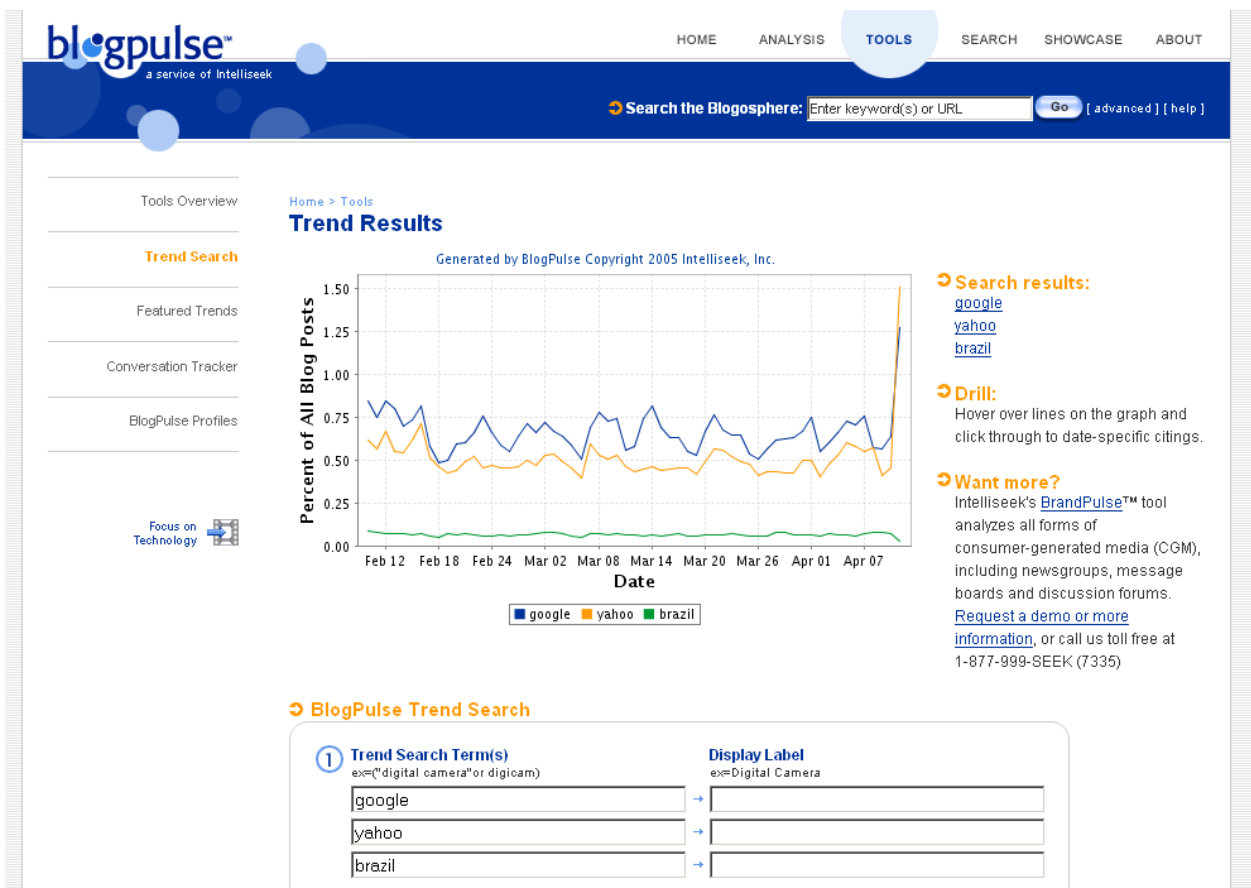 blogpulse™
a service of Intelliseek
HOME ANALYSIS TOOLS SEARCH SHOWCASE ABOUT
Search the Blogosphere: Enter keyword(s) or URL Go [ advanced ] [ help ]
Tools Overview
Trend Search
Featured Trends
Conversation Tracker
BlogPulse Profiles
Focus on
Technology
Home > Tools
Trend Results
Generated by BlogPulse Copyright 2005 Intelliseek, Inc.
Percent of All Blog Posts
1.50
1.25
1.00
0.75
0.50
0.25
0.00
Feb 12 Feb 18 Feb 24 Mar 02 Mar 08 Mar 14 Mar 20 Mar 26 Apr 01 Apr 07
Date
google yahoo brazil
Search results:
google
yahoo
brazil
Drill:
Hover over lines on the graph and
click through to date-specific citings.
Want more?
Intelliseek's BrandPulse™ tool
analyzes all forms of
consumer-generated media (CGM),
including newsgroups, message
boards and discussion forums.
Request a demo or more
information, or call us toll free at
1-877-999-SEEK (7335)
BlogPulse Trend Search
1 Trend Search Term(s) Display Label
ex=("digital camera"or digicam) ex=Digital Camera
google
yahoo
brazil